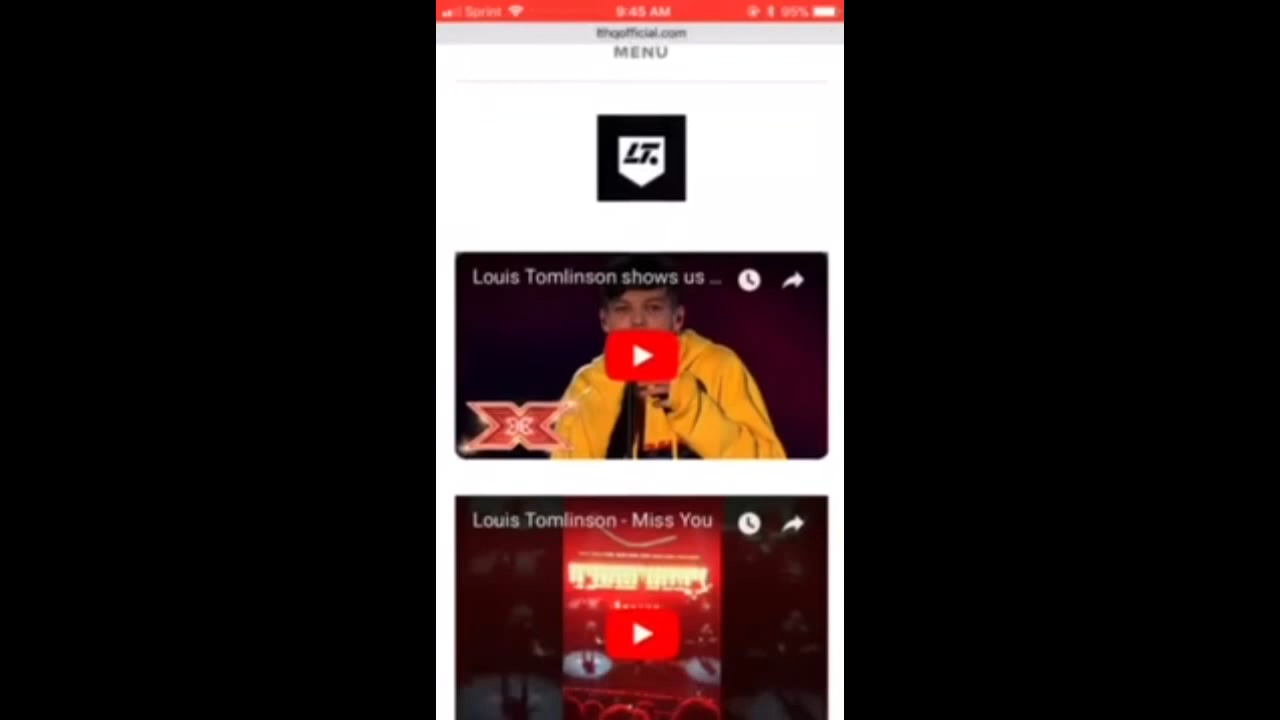 Sprint 9:45 AM 95%
lthqofficial.com
MENU
LT.
Louis Tomlinson shows us ...
X
Louis Tomlinson - Miss You